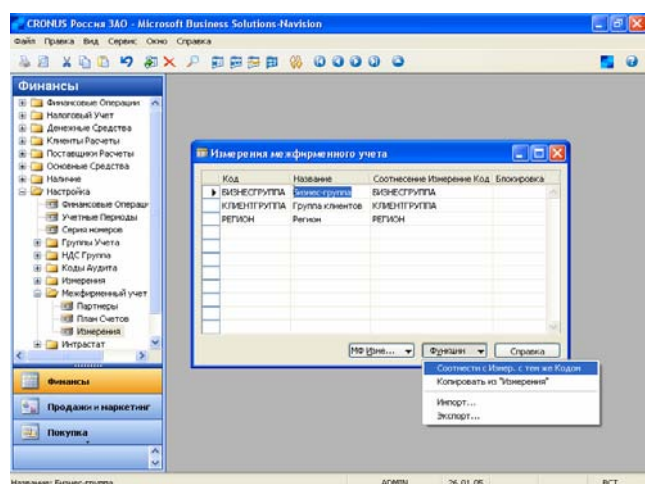 CRONUS Россия ЗАО - Microsoft Business Solutions-Navision
Файл Правка Вид Сервис Окно Справка
Финансы
Финансовые Операции
Налоговый Учет
Денежные Средства
Клиенты Расчеты
Поставщики Расчеты
Основные Средства
Наличие
Настройка
Финансовые Операци
Учетные Периоды
Серия номеров
Группы Учета
НДС Группа
Коды Аудита
Измерения
Межфирменный учет
Партнеры
План Счетов
Измерения
Интрастат
Финансы
Продажи и маркетинг
Покупка
Измерения межфирменного учета
Код Название Соотнесение Измерение Код Блокировка
БИЗНЕСГРУППА Бизнес-группа БИЗНЕСГРУППА
КЛИЕНТГРУППА Группа клиентов КЛИЕНТГРУППА
РЕГИОН Регион РЕГИОН
МФ Изме... Функции Справка
Соотнести с Измер. с тем же Кодом
Копировать из "Измерения"
Импорт...
Экспорт...
Название: Бизнес-группа ADMIN 26.01.05 ВСТ